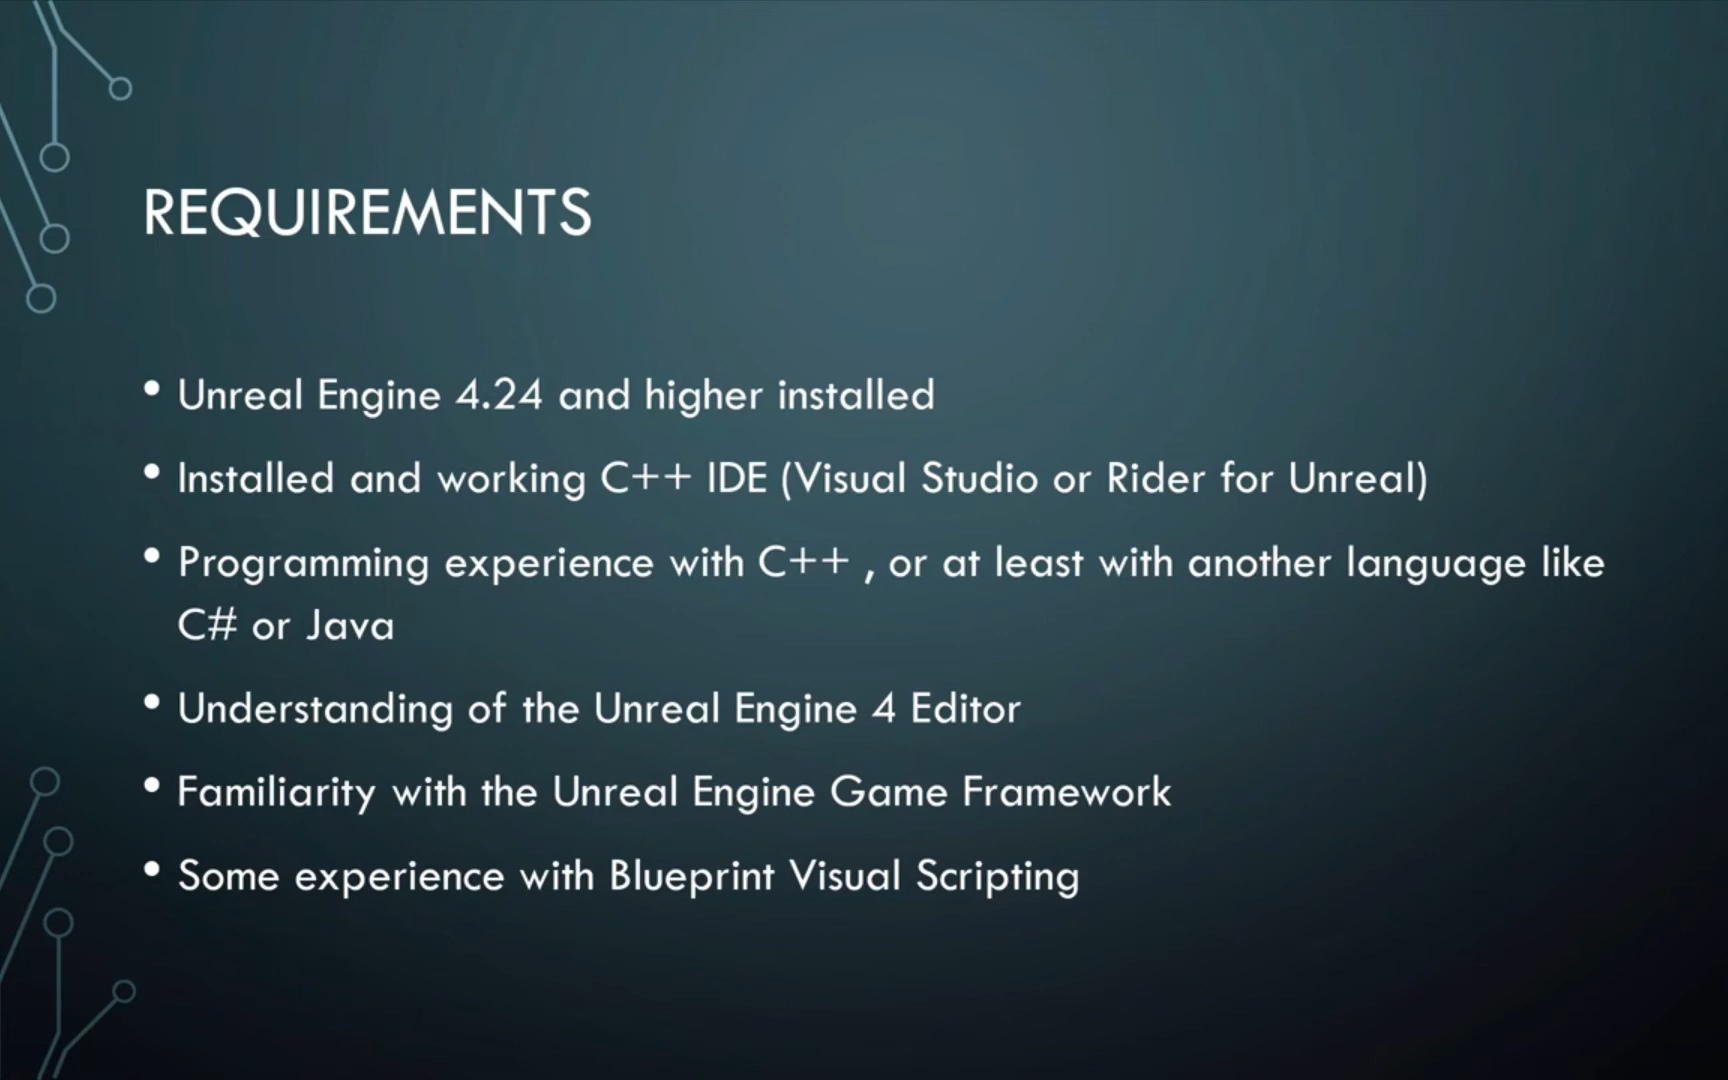 REQUIREMENTS
• Unreal Engine 4.24 and higher installed
• Installed and working C++ IDE (Visual Studio or Rider for Unreal)
• Programming experience with C++ , or at least with another language like
C# or Java
• Understanding of the Unreal Engine 4 Editor
• Familiarity with the Unreal Engine Game Framework
• Some experience with Blueprint Visual Scripting